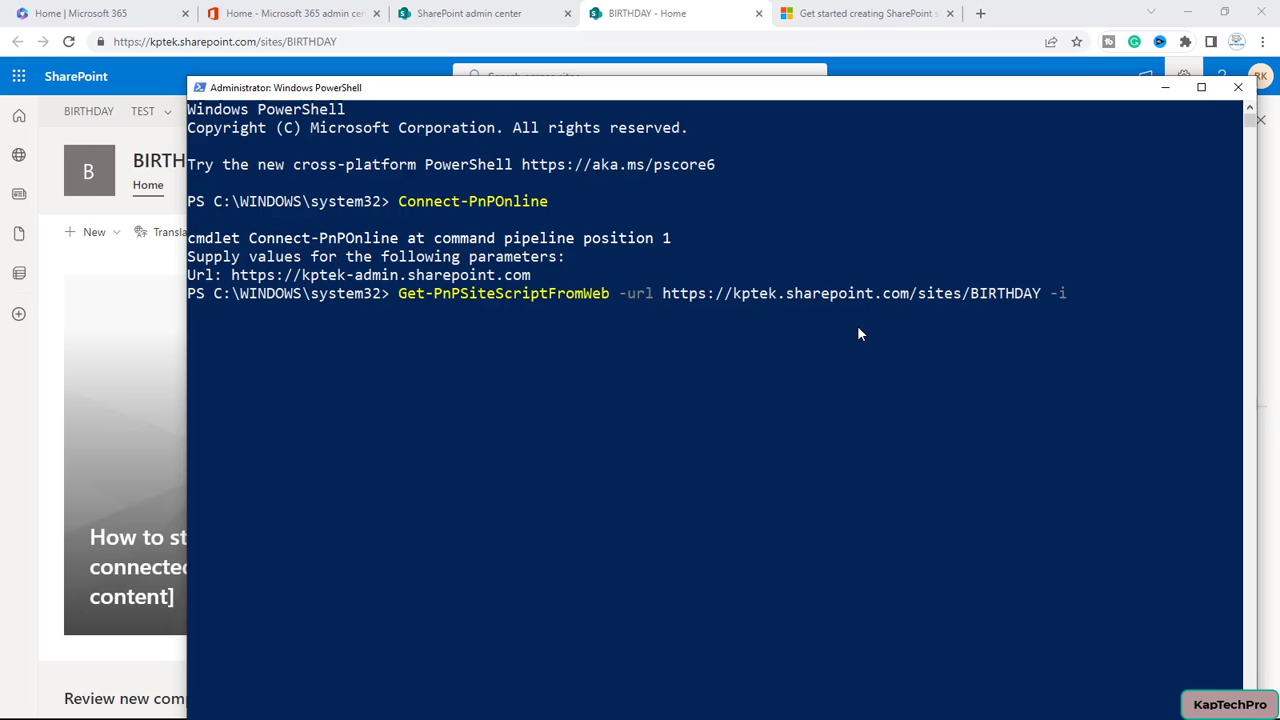 Home | Microsoft 365
Home - Microsoft 365 admin cen
SharePoint admin center
BIRTHDAY - Home
Get started creating SharePoint s
https://kptek.sharepoint.com/sites/BIRTHDAY
SharePoint
RK
Administrator: Windows PowerShell
BIRTHDAY
TEST
B
BIRTH
Home
New
Transla
How to st
connected
content]
Review new comp
Windows PowerShell
Copyright (C) Microsoft Corporation. All rights reserved.
Try the new cross-platform PowerShell https://aka.ms/pscore6
PS C:\WINDOWS\system32> Connect-PnPOnline
cmdlet Connect-PnPOnline at command pipeline position 1
Supply values for the following parameters:
Url: https://kptek-admin.sharepoint.com
PS C:\WINDOWS\system32> Get-PnPSiteScriptFromWeb -url https://kptek.sharepoint.com/sites/BIRTHDAY -i
KapTechPro